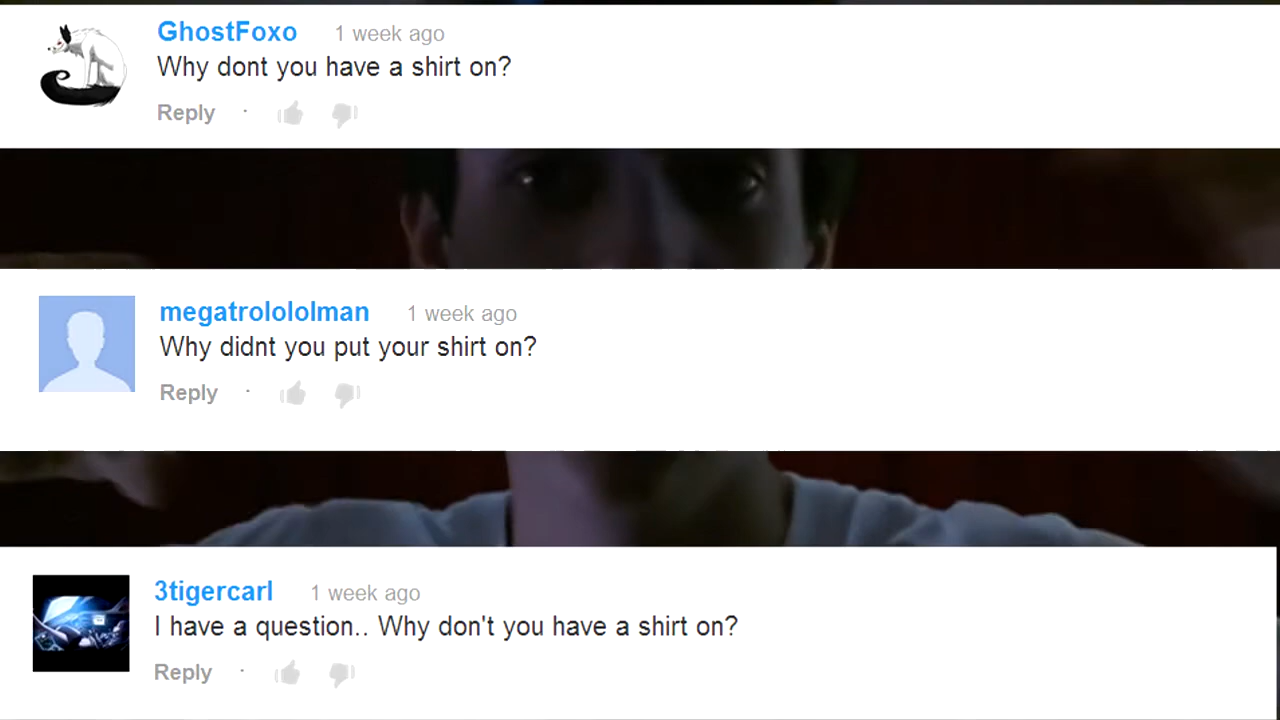 GhostFoxo 1 week ago
Why dont you have a shirt on?
Reply ·
megatrolololman 1 week ago
Why didnt you put your shirt on?
Reply ·
3tigercarl 1 week ago
I have a question.. Why don't you have a shirt on?
Reply ·